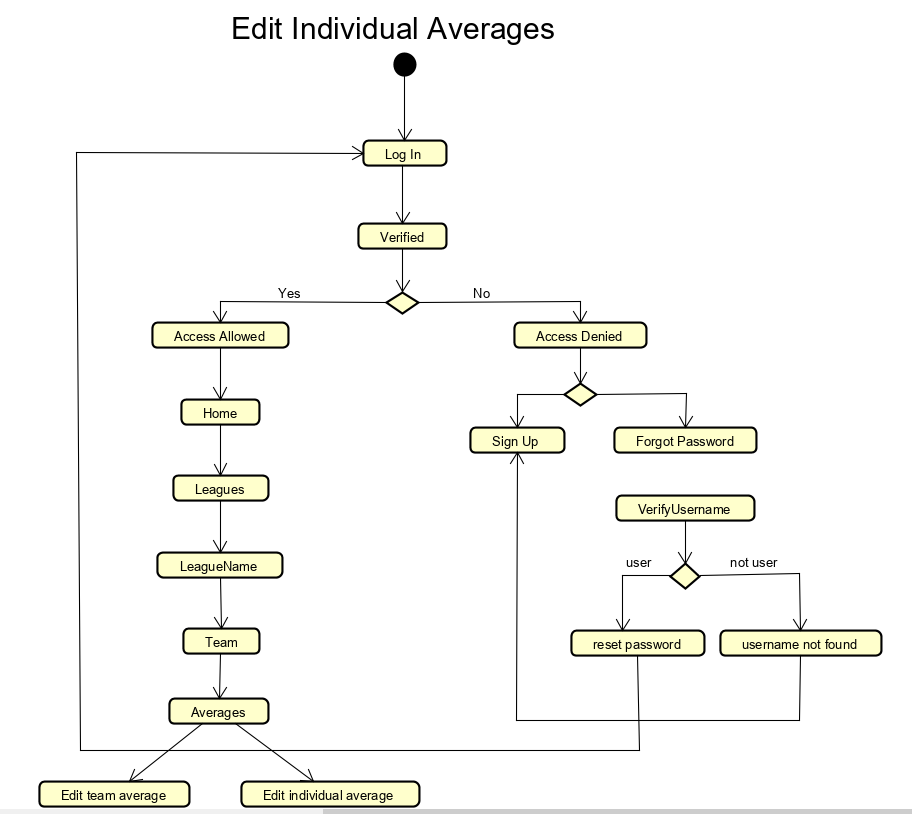 Edit Individual Averages
Log In
Verified
Yes
No
Access Allowed
Access Denied
Home
Sign Up
Forgot Password
Leagues
VerifyUsername
LeagueName
user
not user
Team
reset password
username not found
Averages
Edit team average
Edit individual average